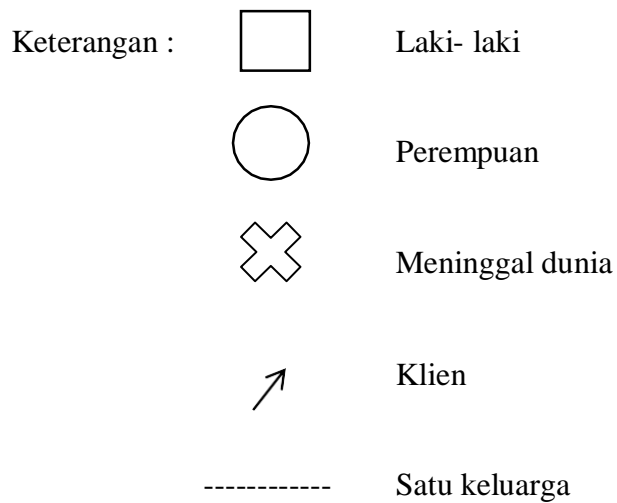 Keterangan : Laki- laki
Perempuan
Meninggal dunia
Klien
Satu keluarga